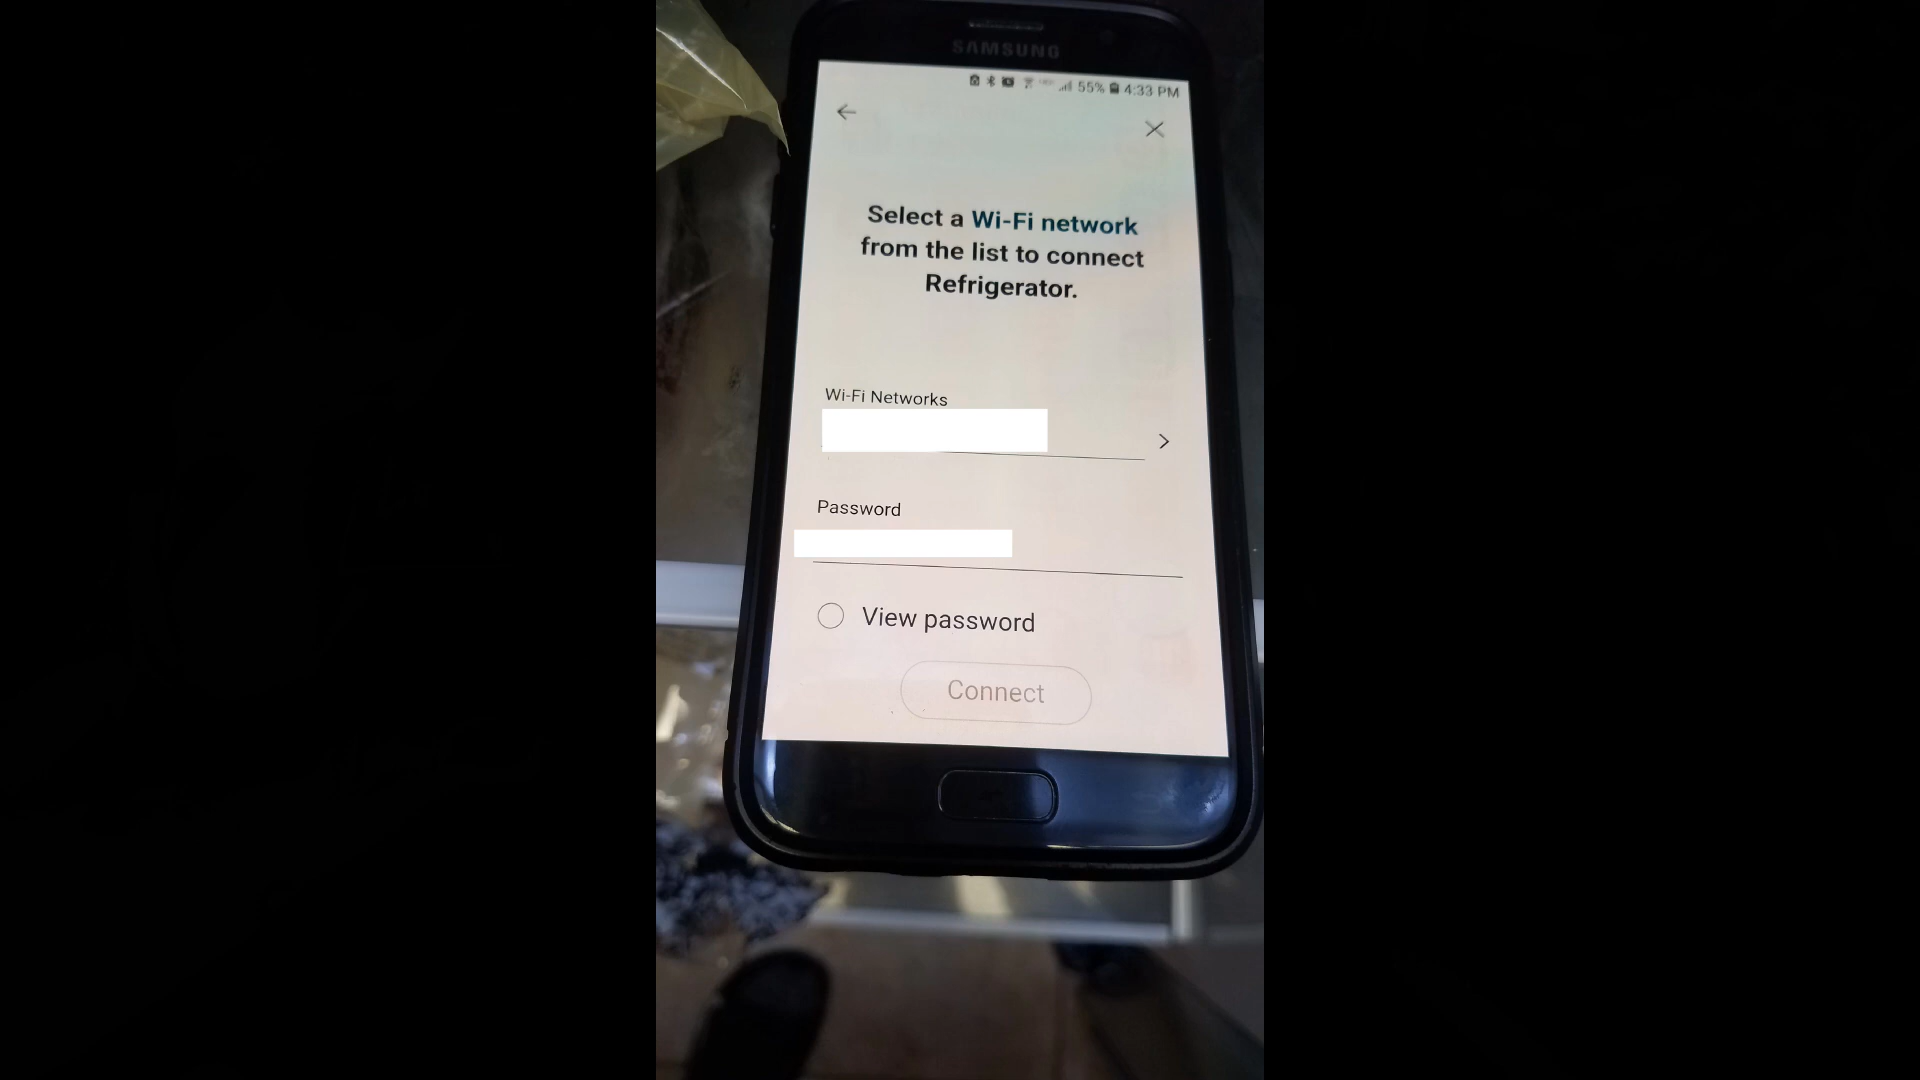 SAMSUNG
55% 4:33 PM
Select a Wi-Fi network
from the list to connect
Refrigerator.
Wi-Fi Networks
Password
View password
Connect